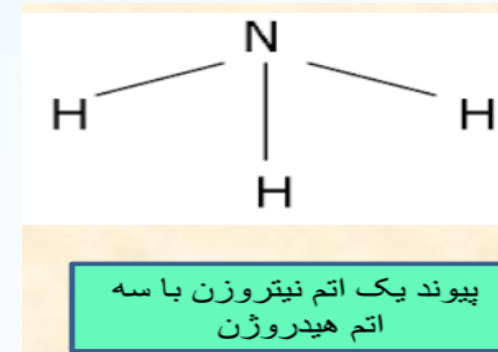 N
H H
H
پیوند یک اتم نیتروزن با سه
اتم هیدروژن